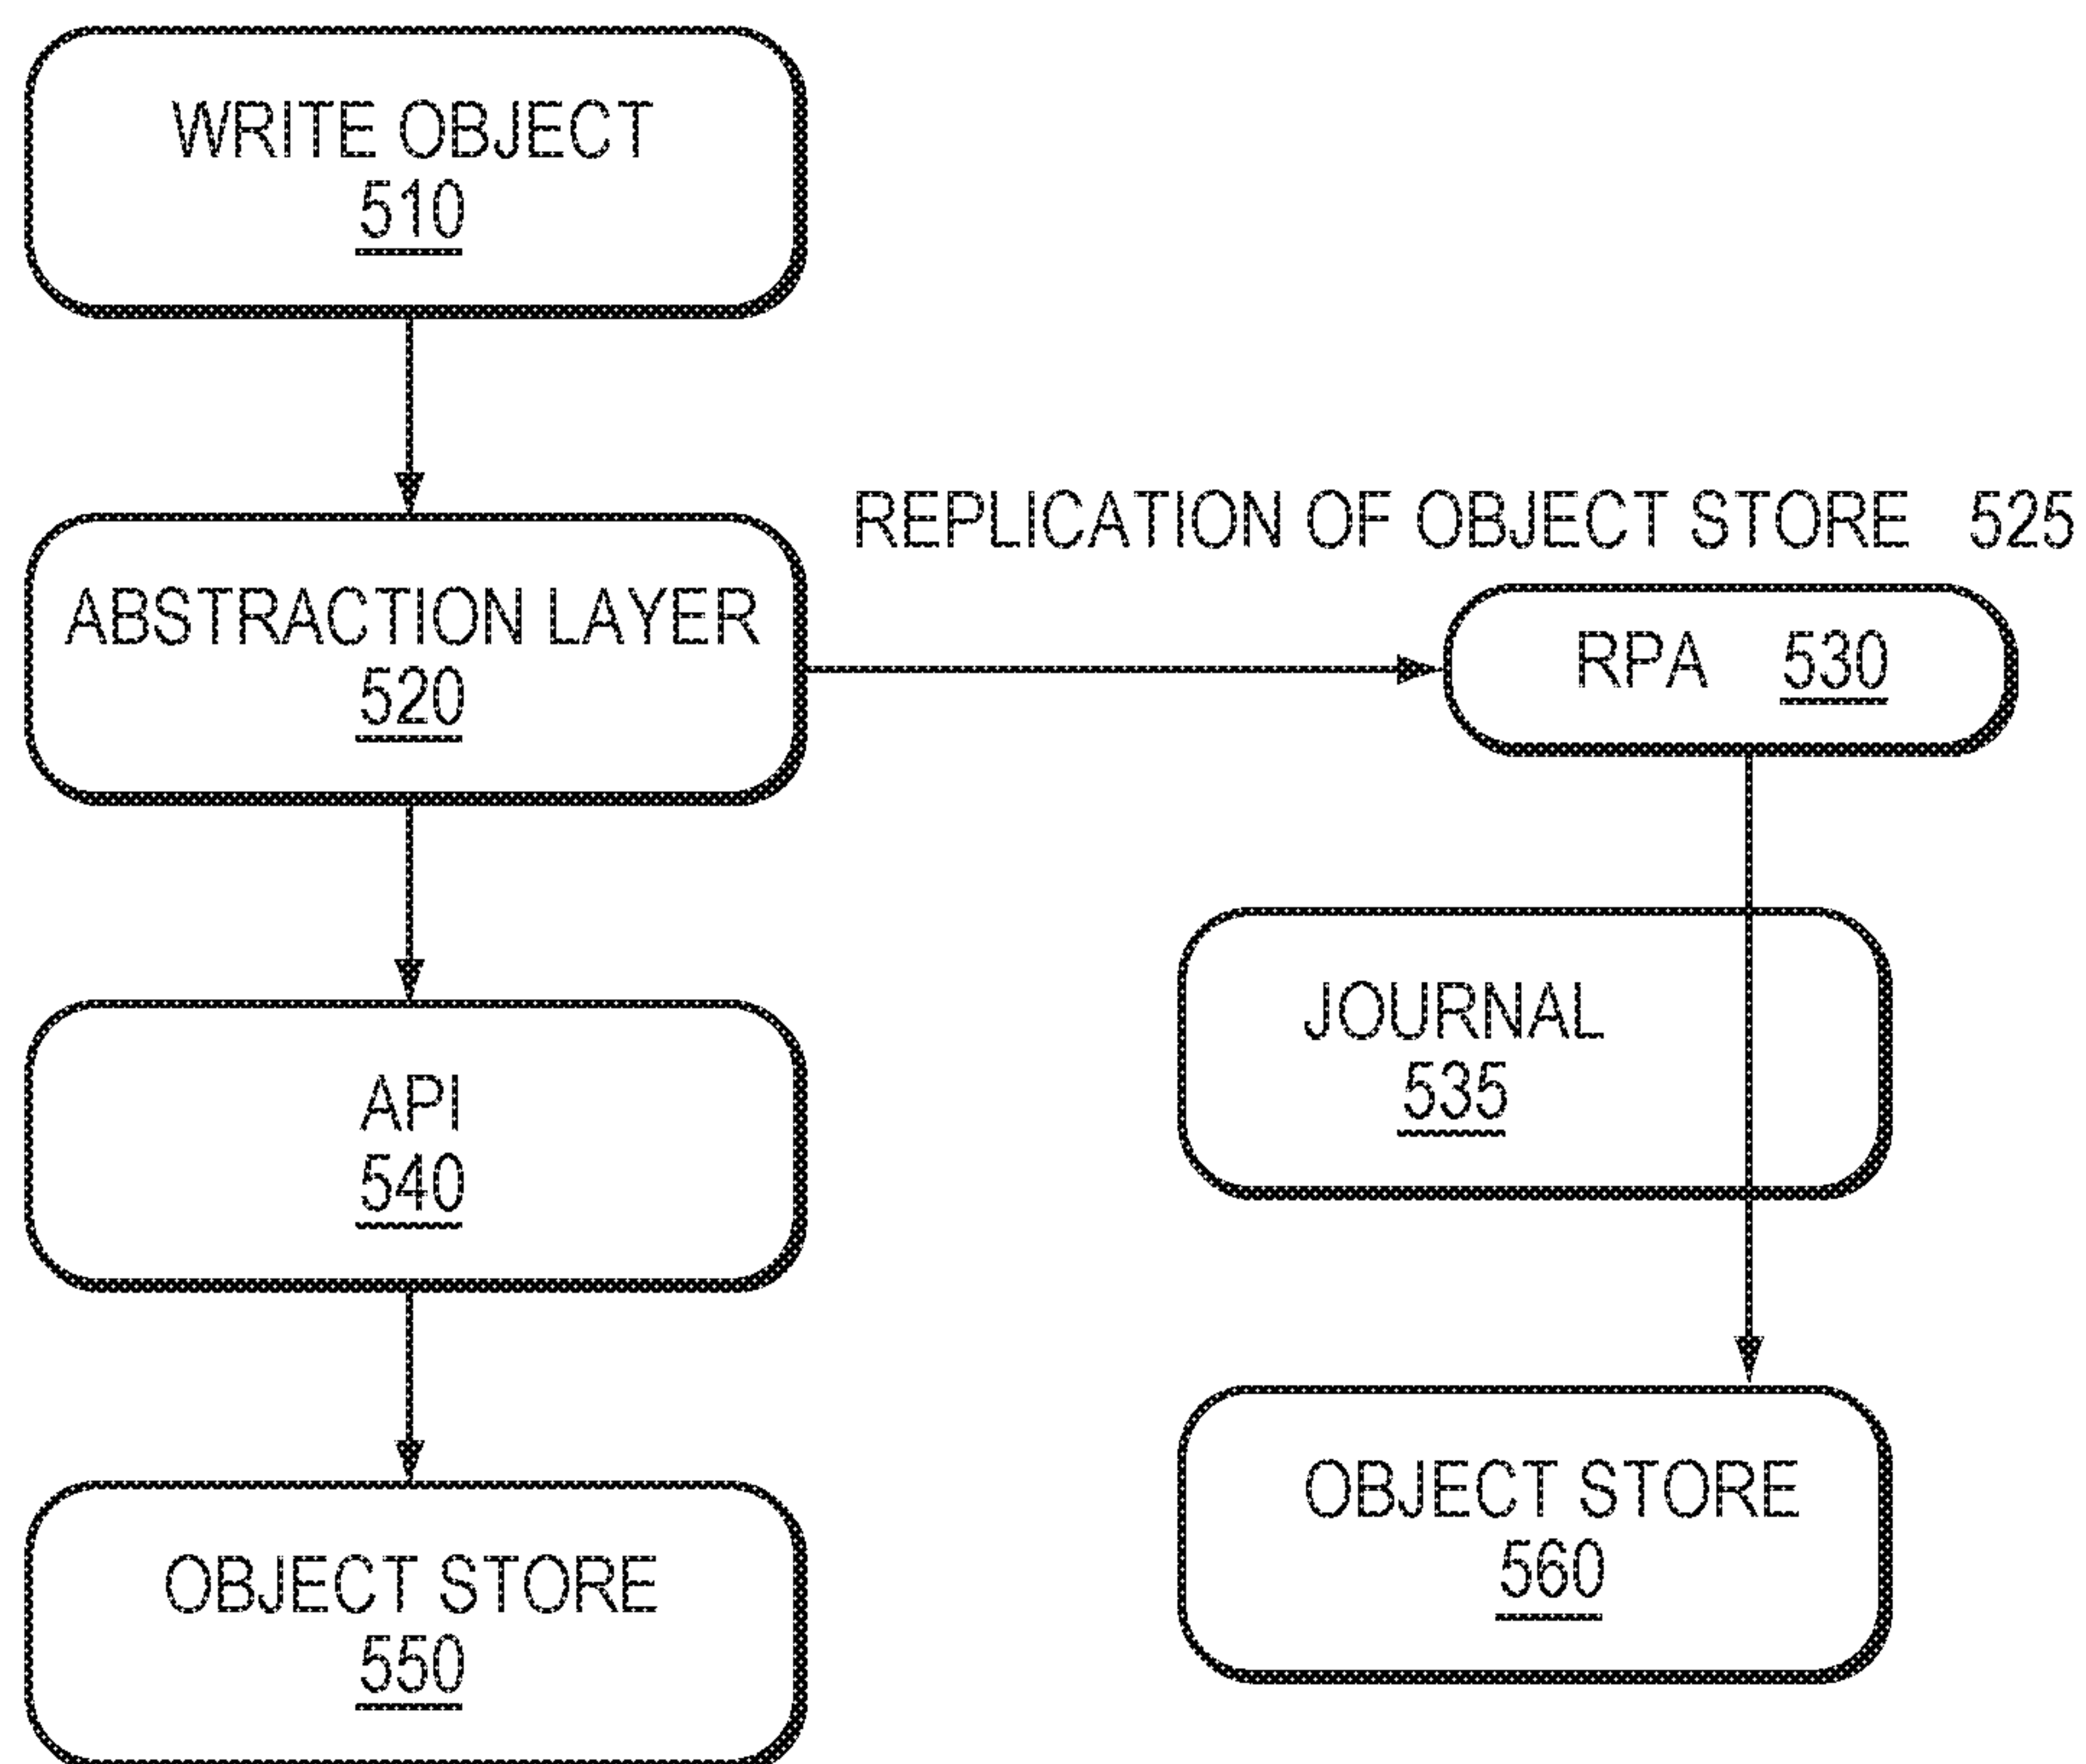 WRITE OBJECT
510
ABSTRACTION LAYER
520
REPLICATION OF OBJECT STORE 525
RPA 530
JOURNAL
535
API
540
OBJECT STORE
550
OBJECT STORE
560